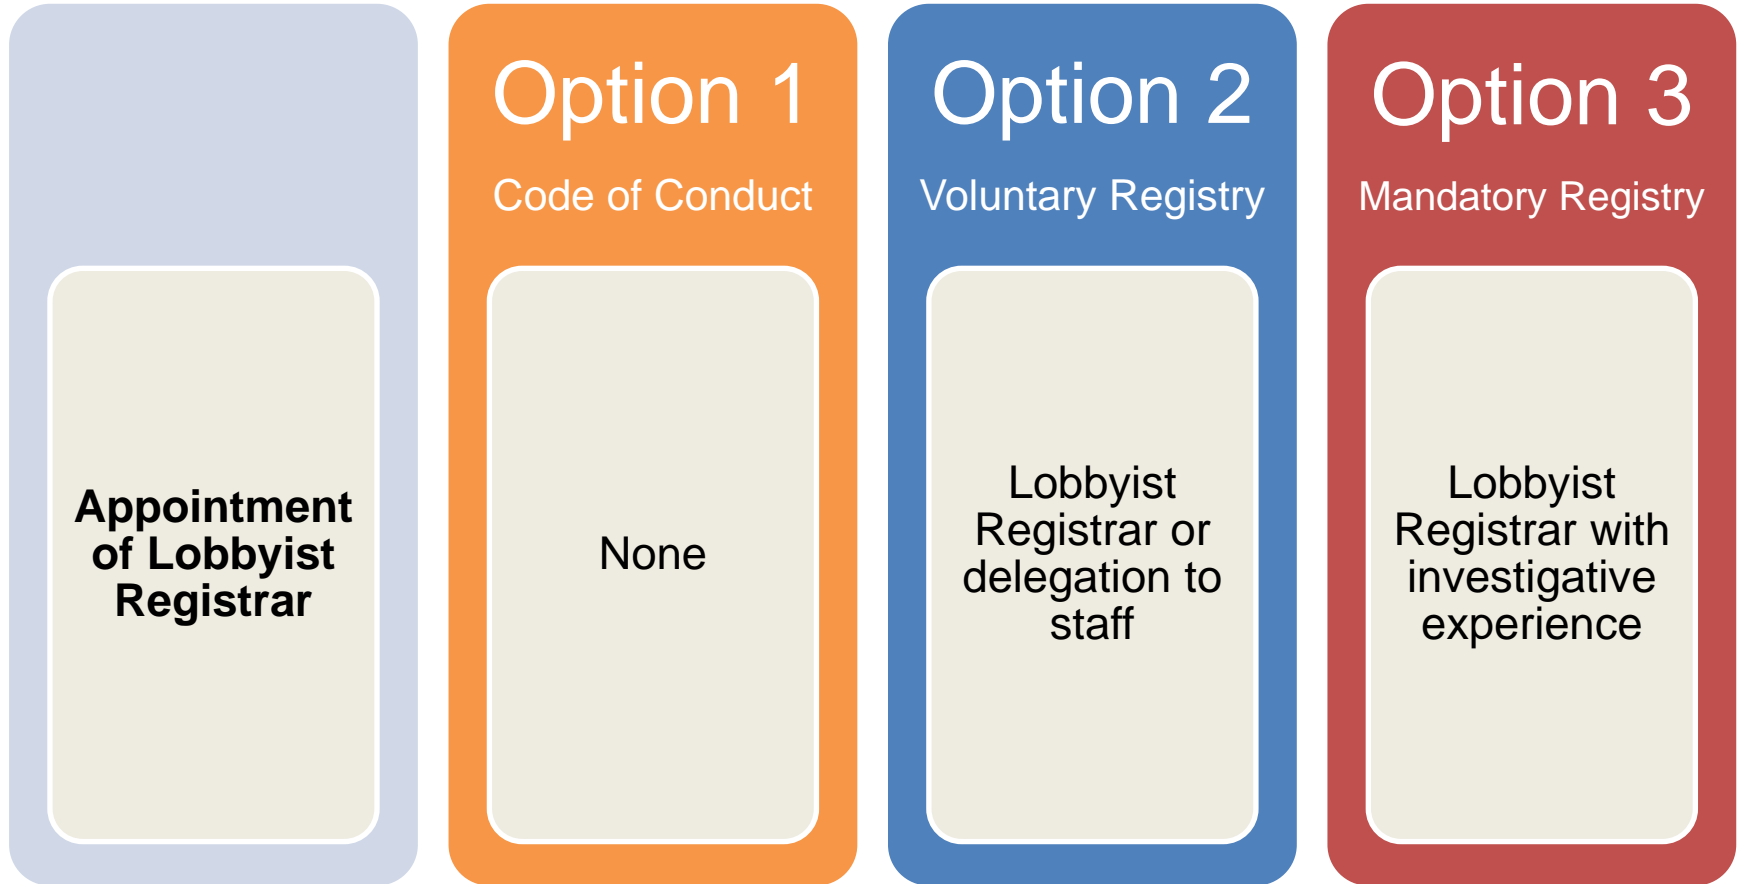 Option 1
Code of Conduct
Option 2
Voluntary Registry
Option 3
Mandatory Registry
Appointment
of Lobbyist
Registrar
None
Lobbyist
Registrar or
delegation to
staff
Lobbyist
Registrar with
investigative
experience